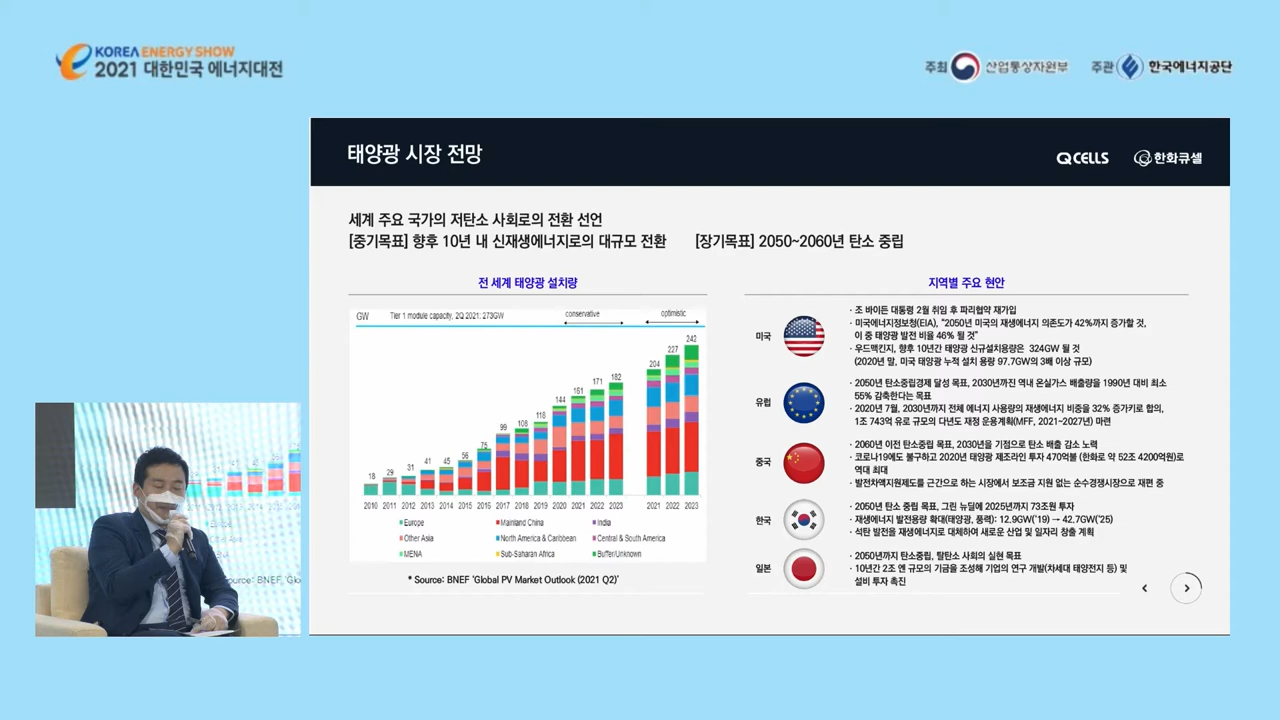 KOREA ENERGY SHOW
2021 대한민국 에너지대전
주최 산업통상자원부 주관 한국에너지공단
태양광 시장 전망
QCELLS 한화큐셀
세계 주요 국가의 저탄소 사회로의 전환 선언
[중기목표] 향후 10년 내 신재생에너지로의 대규모 전환 [장기목표] 2050~2060년 탄소 중립
전 세계 태양광 설치량
GW Tier 1 module capacity, 2Q 2021: 273GW conservative optimistic
18 29 31 41 45 56 75 99 108 118 144 161 171 182 204 227 242
2010 2011 2012 2013 2014 2015 2016 2017 2018 2019 2020 2021 2022 2023 2021 2022 2023
Europe Mainland China India
Other Asia North America & Caribbean Central & South America
MENA Sub-Saharan Africa Buffer/Unknown
* Source: BNEF 'Global PV Market Outlook (2021 Q2)'
지역별 주요 현안
미국
· 조 바이든 대통령 2월 취임 후 파리협약 재가입
· 미국에너지정보청(EIA), “2050년 미국의 재생에너지 의존도가 42%까지 증가할 것,
이 중 태양광 발전 비율 46% 될 것”
· 우드맥킨지, 향후 10년간 태양광 신규설치용량은 324GW 될 것
(2020년 말, 미국 태양광 누적 설치 용량 97.7GW의 3배 이상 규모)
유럽
· 2050년 탄소중립경제 달성 목표, 2030년까진 역내 온실가스 배출량을 1990년 대비 최소
55% 감축한다는 목표
· 2020년 7월, 2030년까지 전체 에너지 사용량의 재생에너지 비중을 32% 증가키로 합의,
1조 743억 유로 규모의 다년도 재정 운용계획(MFF, 2021~2027년) 마련
중국
· 2060년 이전 탄소중립 목표, 2030년을 기점으로 탄소 배출 감소 노력
· 코로나19에도 불구하고 2020년 태양광 제조라인 투자 470억불 (한화로 약 52조 4200억원)로
역대 최대
· 발전차액지원제도를 근간으로 하는 시장에서 보조금 지원 없는 순수경쟁시장으로 재편 중
한국
· 2050년 탄소 중립 목표, 그린 뉴딜에 2025년까지 73조원 투자
· 재생에너지 발전용량 확대(태양광, 풍력): 12.9GW('19) → 42.7GW('25)
· 석탄 발전을 재생에너지로 대체하여 새로운 산업 및 일자리 창출 계획
일본
· 2050년까지 탄소중립, 탈탄소 사회의 실현 목표
· 10년간 2조 엔 규모의 기금을 조성해 기업의 연구 개발(차세대 태양전지 등) 및
설비 투자 촉진